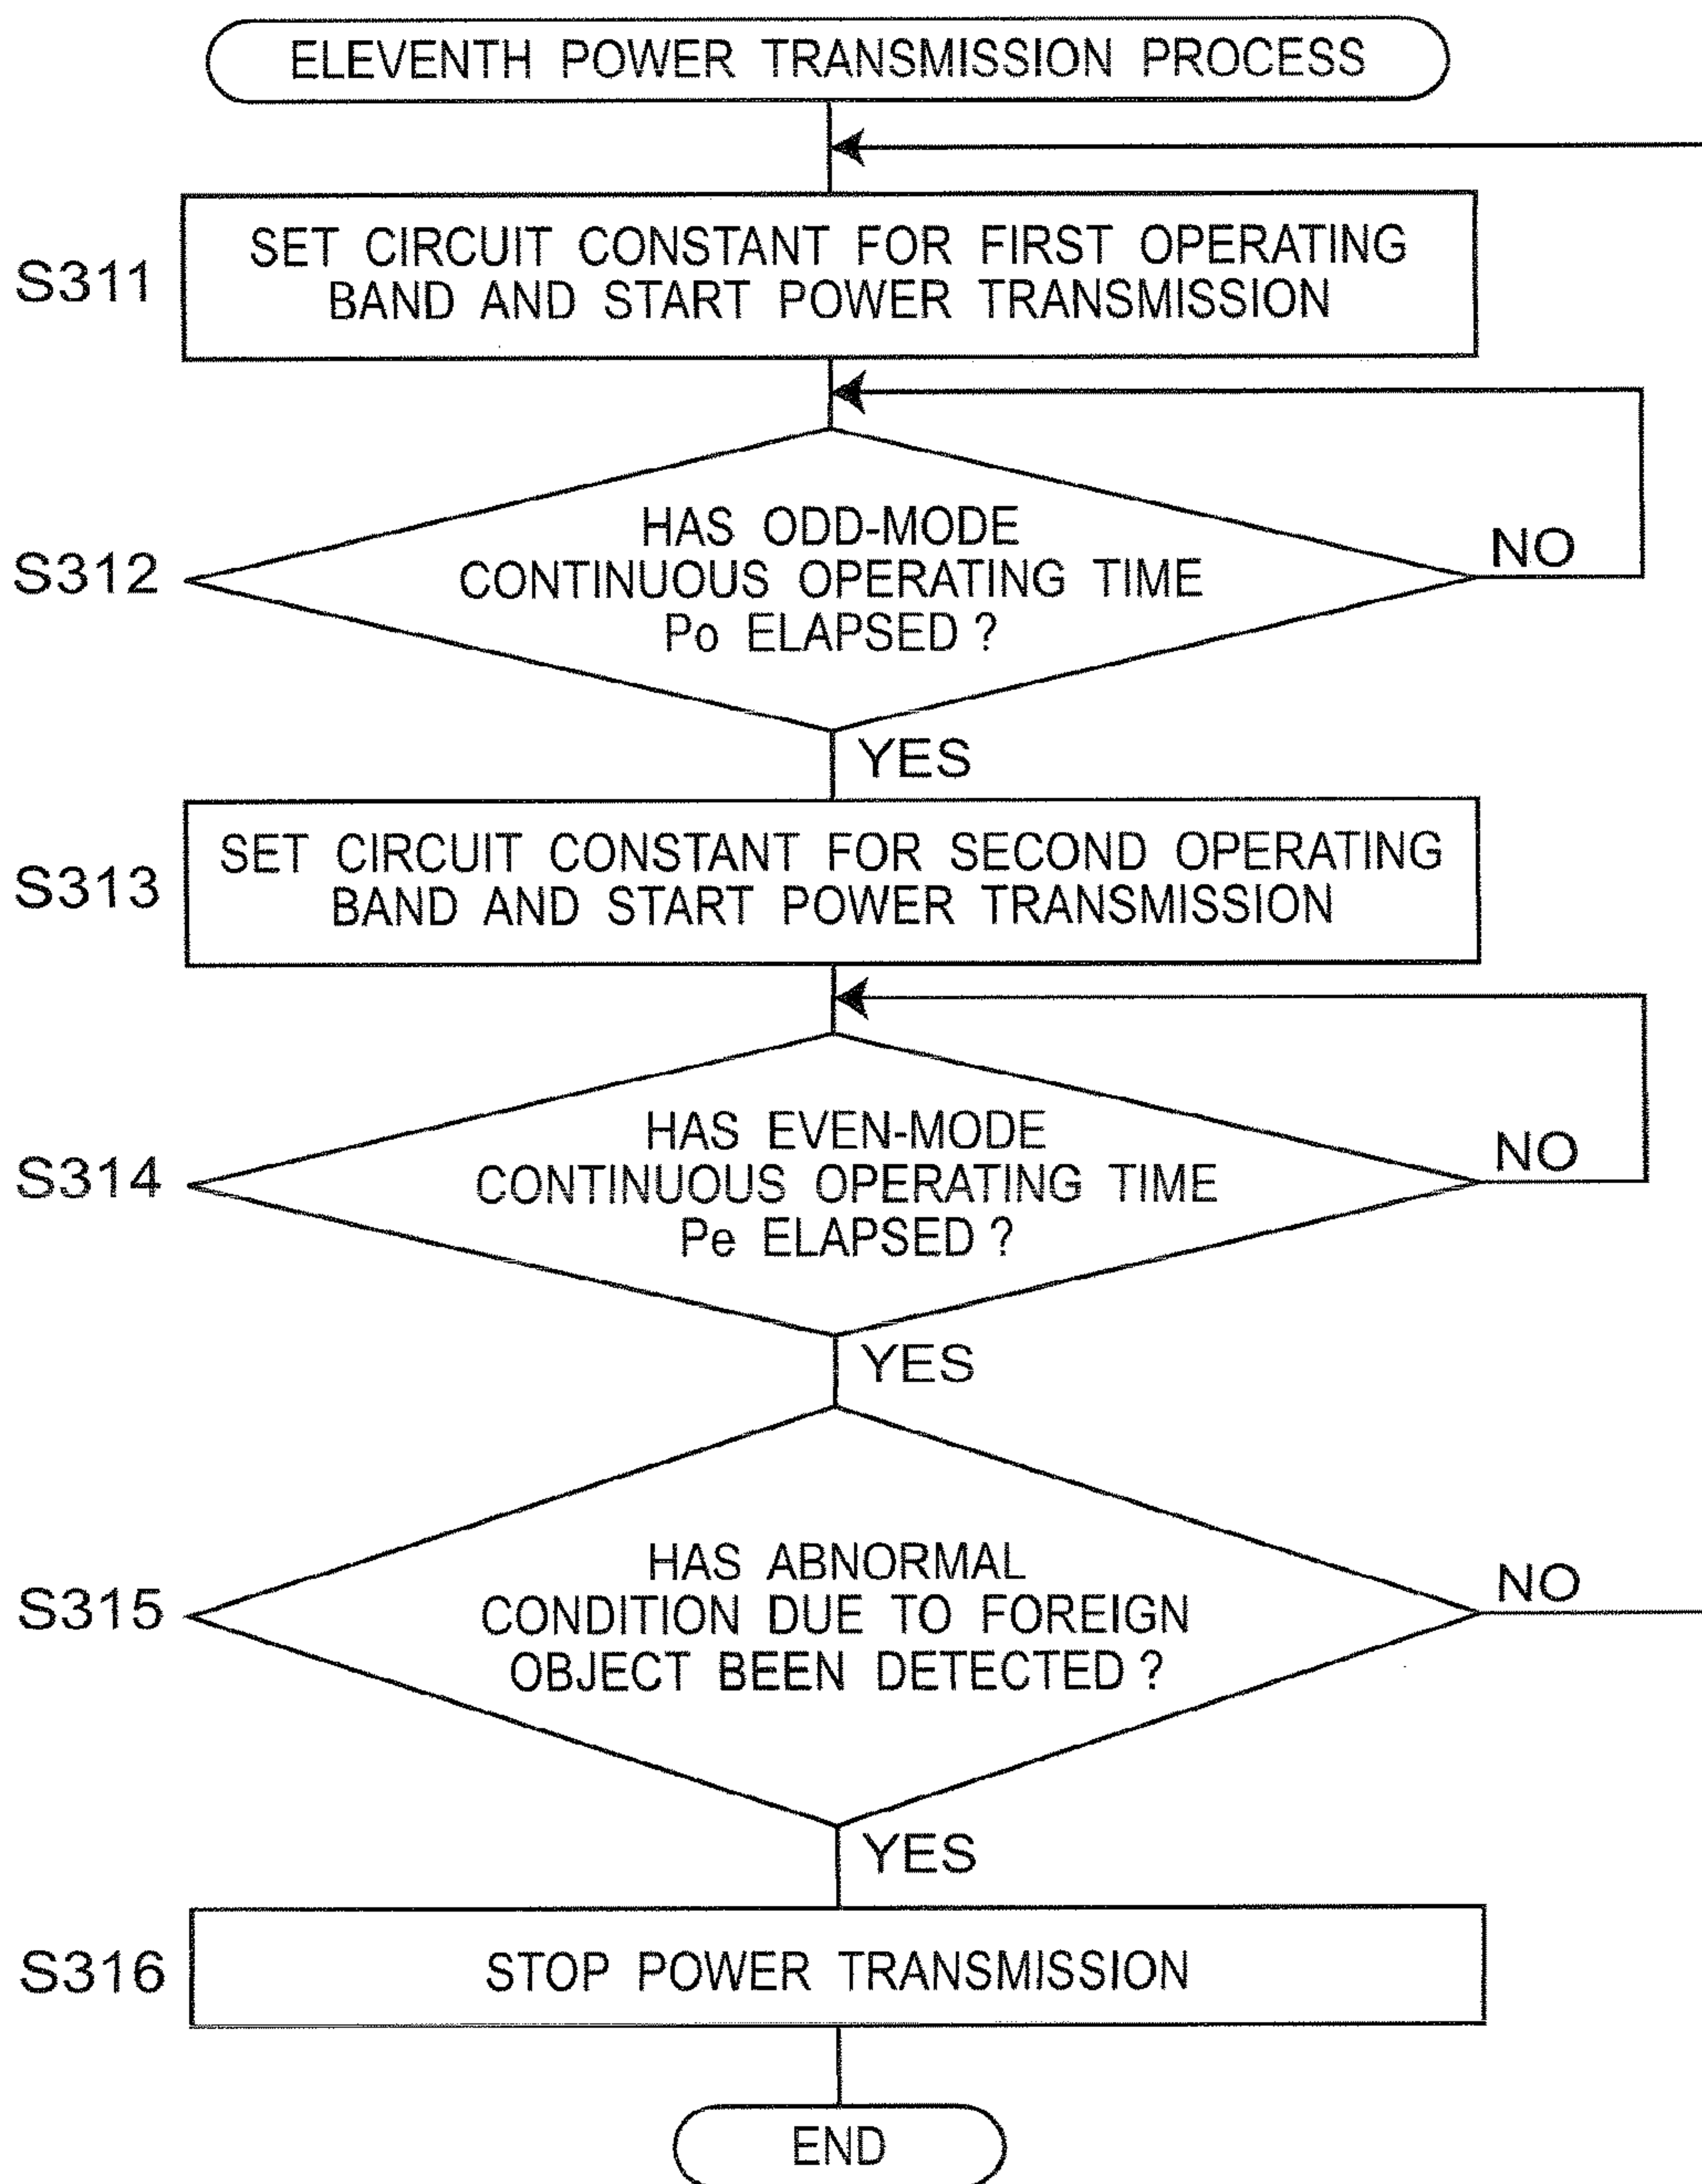 ELEVENTH POWER TRANSMISSION PROCESS
S311
SET CIRCUIT CONSTANT FOR FIRST OPERATING
BAND AND START POWER TRANSMISSION
S312
HAS ODD-MODE
CONTINUOUS OPERATING TIME
Po ELAPSED ?
NO
YES
S313
SET CIRCUIT CONSTANT FOR SECOND OPERATING
BAND AND START POWER TRANSMISSION
S314
HAS EVEN-MODE
CONTINUOUS OPERATING TIME
Pe ELAPSED ?
NO
YES
S315
HAS ABNORMAL
CONDITION DUE TO FOREIGN
OBJECT BEEN DETECTED ?
NO
YES
S316
STOP POWER TRANSMISSION
END